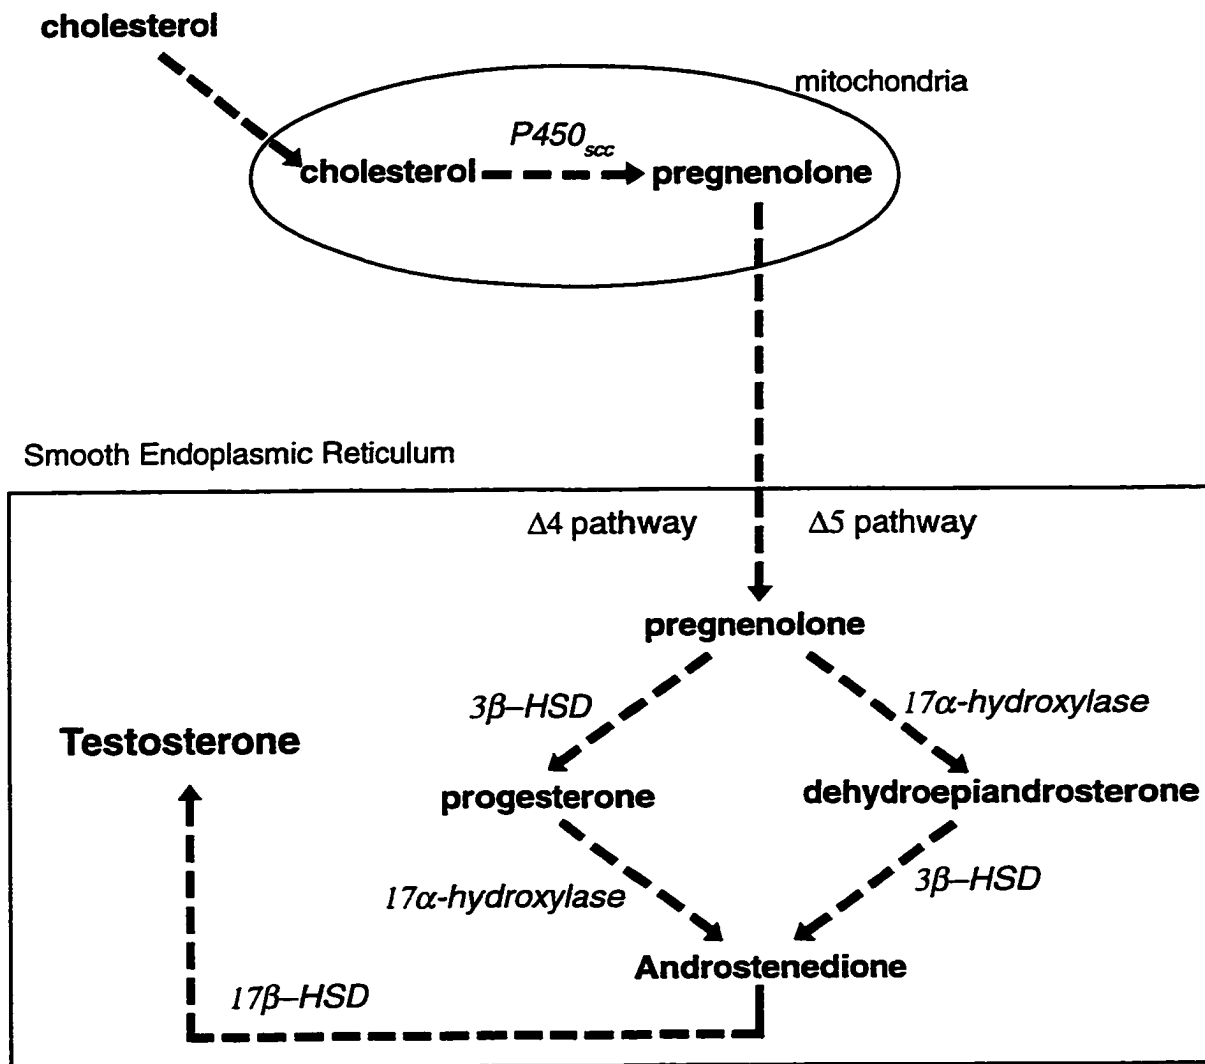 cholesterol
mitochondria
P450scc
cholesterol
pregnenolone
Smooth Endoplasmic Reticulum
Δ4 pathway
Δ5 pathway
pregnenolone
3β–HSD
17α-hydroxylase
Testosterone
progesterone
dehydroepiandrosterone
17α-hydroxylase
3β–HSD
Androstenedione
17β–HSD